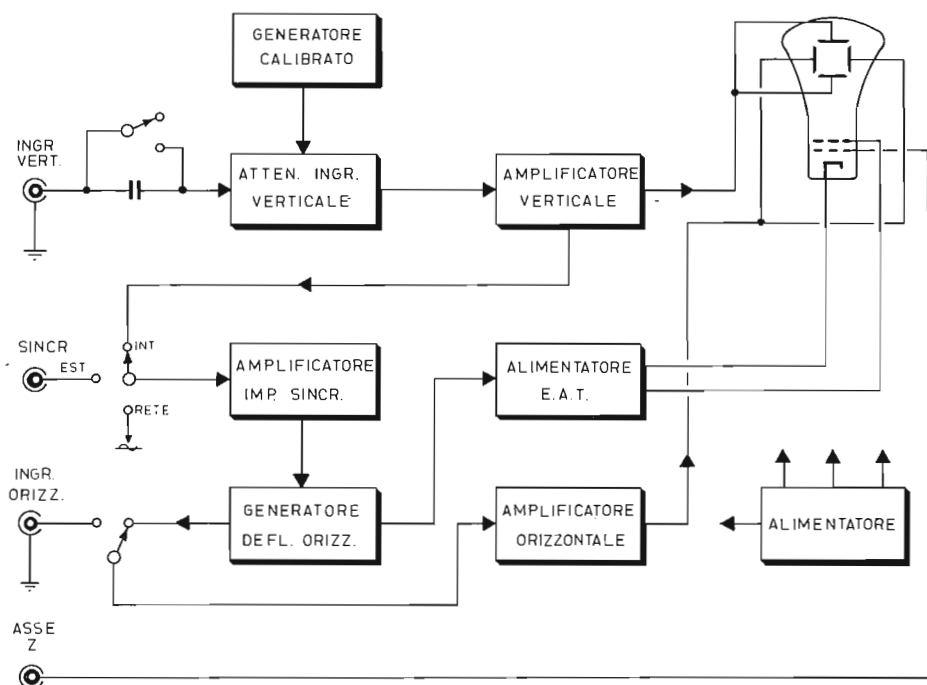 GENERATORE
CALIBRATO
INGR
VERT.
ATTEN. INGR.
VERTICALE
AMPLIFICATORE
VERTICALE
SINCR
EST
INT
RETE
AMPLIFICATORE
IMP. SINCR.
ALIMENTATORE
E.A.T.
INGR.
ORIZZ.
GENERATORE
DEFL. ORIZZ.
AMPLIFICATORE
ORIZZONTALE
ALIMENTATORE
ASSE
Z